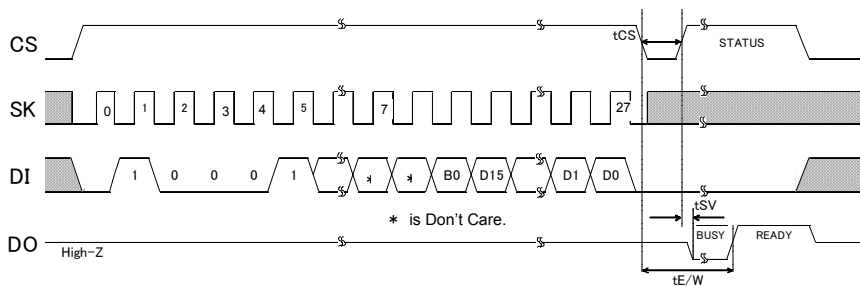 CS tCS STATUS
SK 0 1 2 3 4 5 7 27
DI 1 0 0 0 1 * * B0 D15 D1 D0
* is Don't Care.
tSV
DO High-Z BUSY READY
tE/W